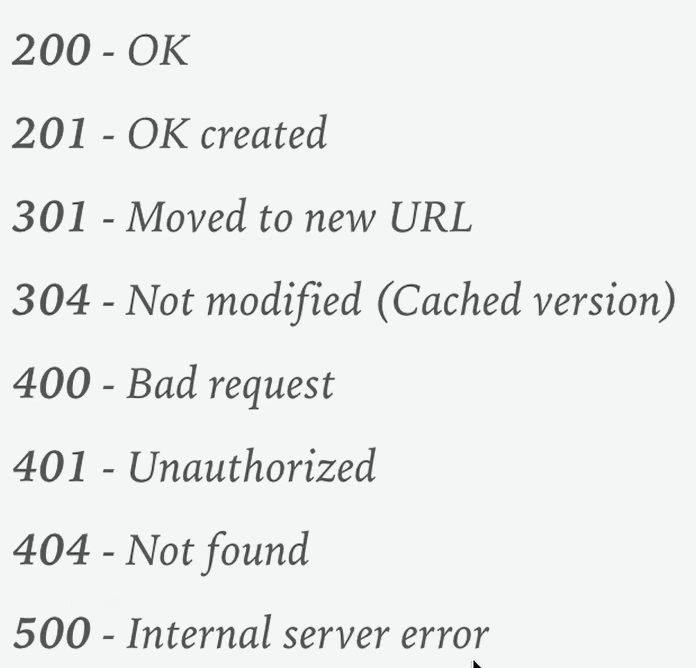 200 - OK
201 - OK created
301 - Moved to new URL
304 - Not modified (Cached version)
400 - Bad request
401 - Unauthorized
404 - Not found
500 - Internal server error